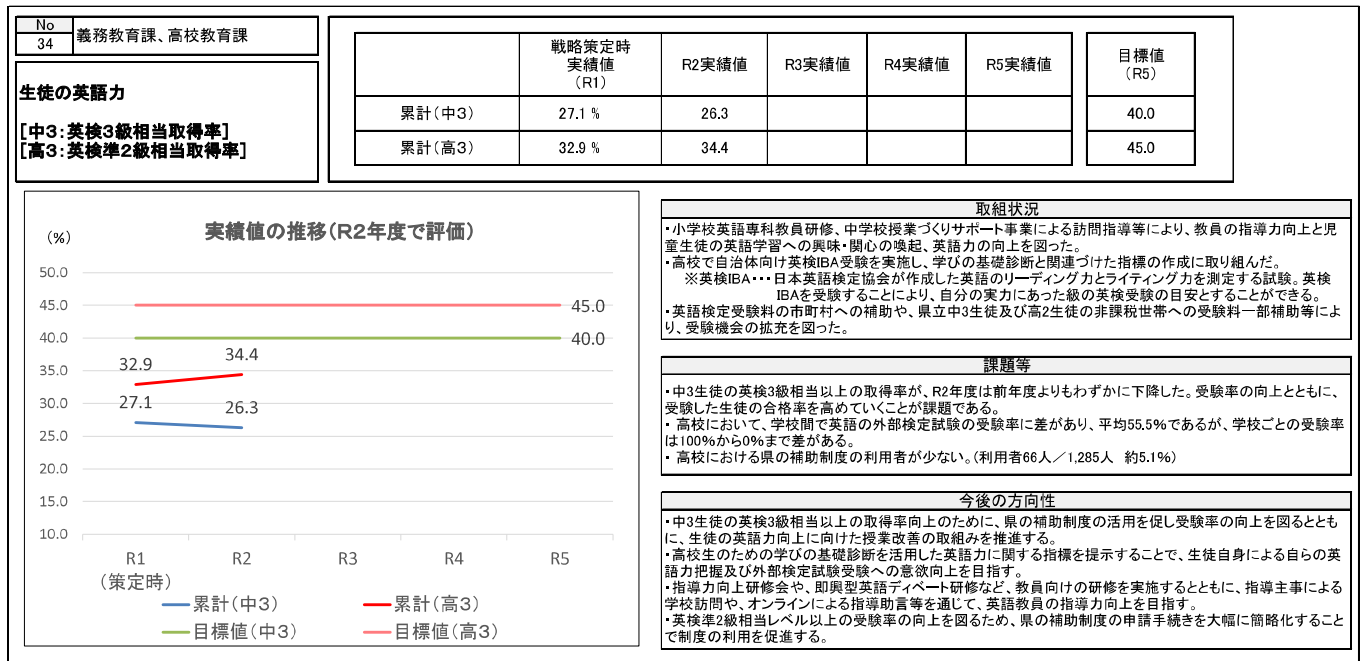 No
34
義務教育課、高校教育課
生徒の英語力
[中3：英検3級相当取得率]
[高3：英検準2級相当取得率]
戦略策定時
実績値
（R1）
R2実績値
R3実績値
R4実績値
R5実績値
目標値
（R5）
累計（中3）
27.1 %
26.3
40.0
累計（高3）
32.9 %
34.4
45.0
実績値の推移（R2年度で評価）
(%)
50.0
45.0
40.0
35.0
30.0
25.0
20.0
15.0
10.0
45.0
40.0
32.9
34.4
27.1
26.3
R1
R2
R3
R4
R5
（策定時）
累計（中3）
累計（高3）
目標値（中3）
目標値（高3）
取組状況
・小学校英語専科教員研修、中学校授業づくりサポート事業による訪問指導等により、教員の指導力向上と児
童生徒の英語学習への興味・関心の喚起、英語力の向上を図った。
・高校で自治体向け英検IBA受験を実施し、学びの基礎診断と関連づけた指標の作成に取り組んだ。
※英検IBA・・・日本英語検定協会が作成した英語のリーディング力とライティング力を測定する試験。英検
IBAを受験することにより、自分の実力にあった級の英検受験の目安とすることができる。
・英語検定受験料の市町村への補助や、県立中3生徒及び高2生徒の非課税世帯への受験料一部補助等によ
り、受験機会の拡充を図った。
課題等
・中3生徒の英検3級相当以上の取得率が、R2年度は前年度よりもわずかに下降した。受験率の向上とともに、
受験した生徒の合格率を高めていくことが課題である。
・ 高校において、学校間で英語の外部検定試験の受験率に差があり、平均55.5％であるが、学校ごとの受験率
は100％から0％まで差がある。
・ 高校における県の補助制度の利用者が少ない。（利用者66人／1,285人　約5.1％）
今後の方向性
・中3生徒の英検3級相当以上の取得率向上のために、県の補助制度の活用を促し受験率の向上を図るととも
に、生徒の英語力向上に向けた授業改善の取組みを推進する。
・高校生のための学びの基礎診断を活用した英語力に関する指標を提示することで、生徒自身による自らの英
語力把握及び外部検定試験受験への意欲向上を目指す。
・指導力向上研修会や、即興型英語ディベート研修など、教員向けの研修を実施するとともに、指導主事による
学校訪問や、オンラインによる指導助言等を通じて、英語教員の指導力向上を目指す。
・英検準2級相当レベル以上の受験率の向上を図るため、県の補助制度の申請手続きを大幅に簡略化すること
で制度の利用を促進する。